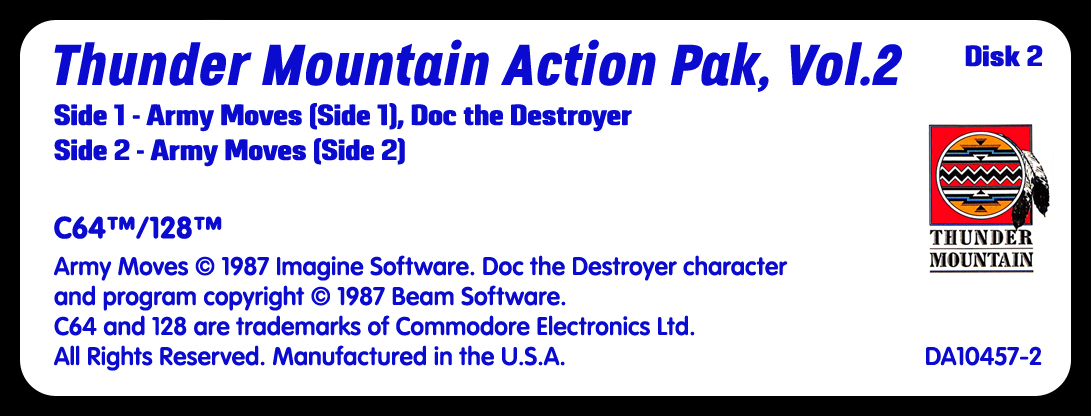 Thunder Mountain Action Pak, Vol.2
Disk 2
Side 1 - Army Moves (Side 1), Doc the Destroyer
Side 2 - Army Moves (Side 2)
THUNDER
MOUNTAIN
C64™/128™
Army Moves © 1987 Imagine Software. Doc the Destroyer character
and program copyright © 1987 Beam Software.
C64 and 128 are trademarks of Commodore Electronics Ltd.
All Rights Reserved. Manufactured in the U.S.A.
DA10457-2